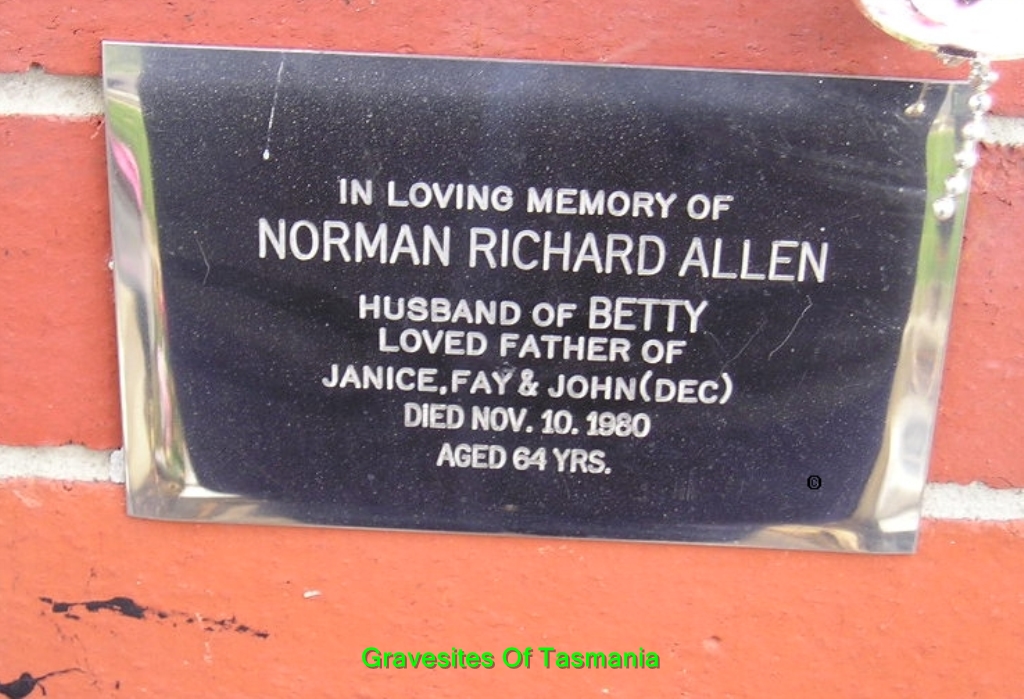 IN LOVING MEMORY OF
NORMAN RICHARD ALLEN
HUSBAND OF BETTY
LOVED FATHER OF
JANICE, FAY & JOHN (DEC)
DIED NOV. 10. 1980
AGED 64 YRS.
©
Gravesites Of Tasmania